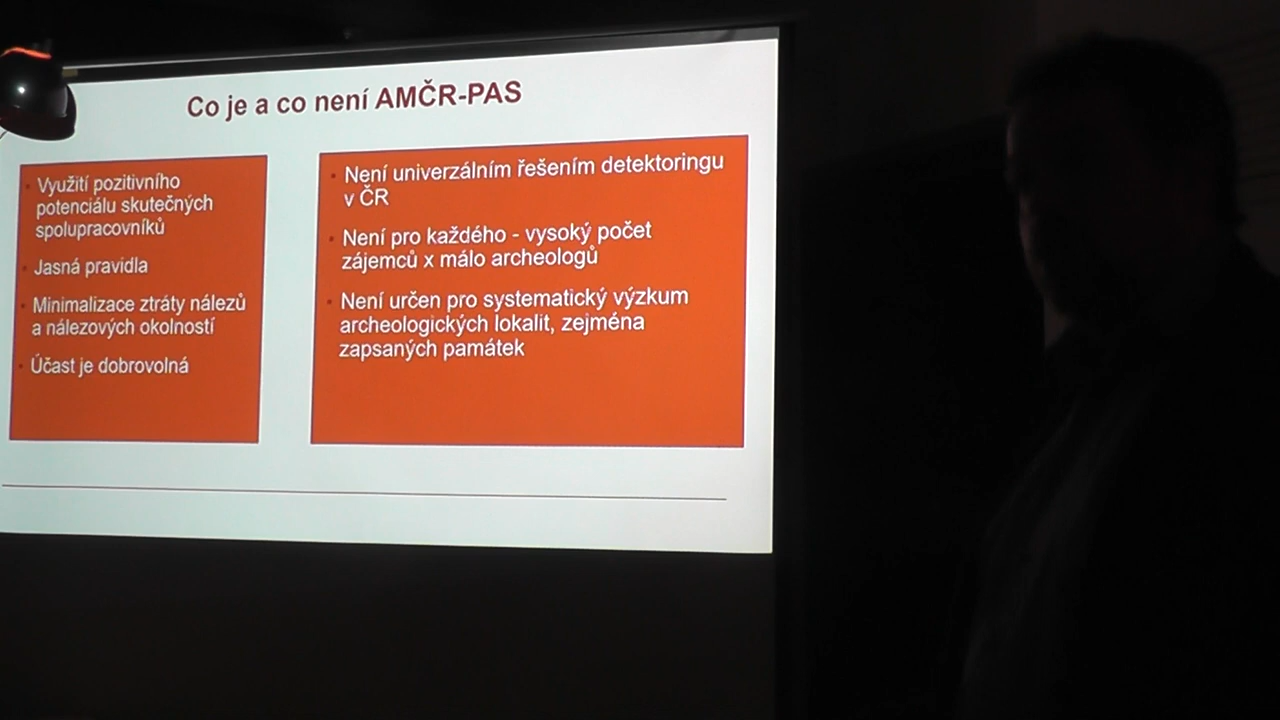 Co je a co není AMČR-PAS
Využití pozitivního
potenciálu skutečných
spolupracovníků
Jasná pravidla
Minimalizace ztráty nálezů
a nálezových okolností
Účast je dobrovolná
Není univerzálním řešením detektoringu
v ČR
Není pro každého - vysoký počet
zájemců x málo archeologů
Není určen pro systematický výzkum
archeologických lokalit, zejména
zapsaných památek